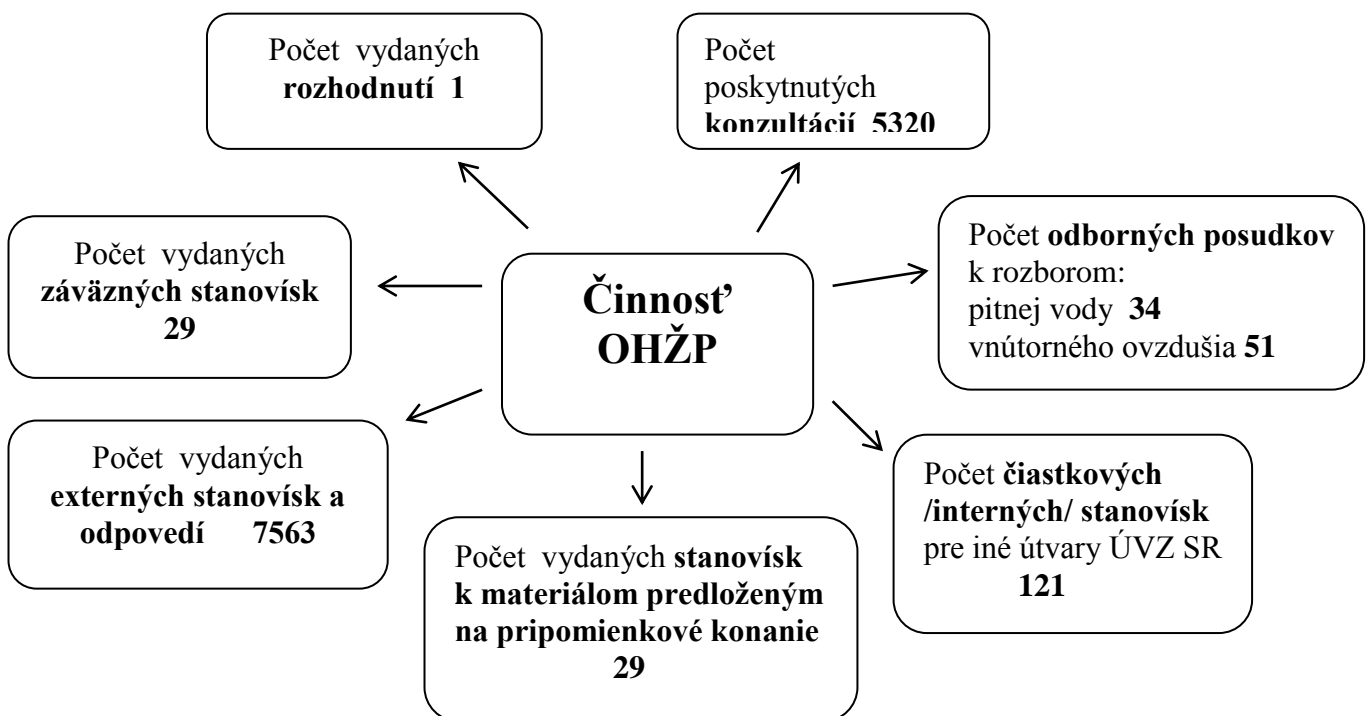 Počet vydaných
rozhodnutí 1
Počet
poskytnutých
konzultácií 5320
Počet vydaných
záväzných stanovísk
29
Činnosť
OHŽP
Počet odborných posudkov
k rozborom:
pitnej vody 34
vnútorného ovzdušia 51
Počet vydaných
externých stanovísk a
odpovedí 7563
Počet vydaných stanovísk
k materiálom predloženým
na pripomienkové konanie
29
Počet čiastkových
/interných/ stanovísk
pre iné útvary ÚVZ SR
121